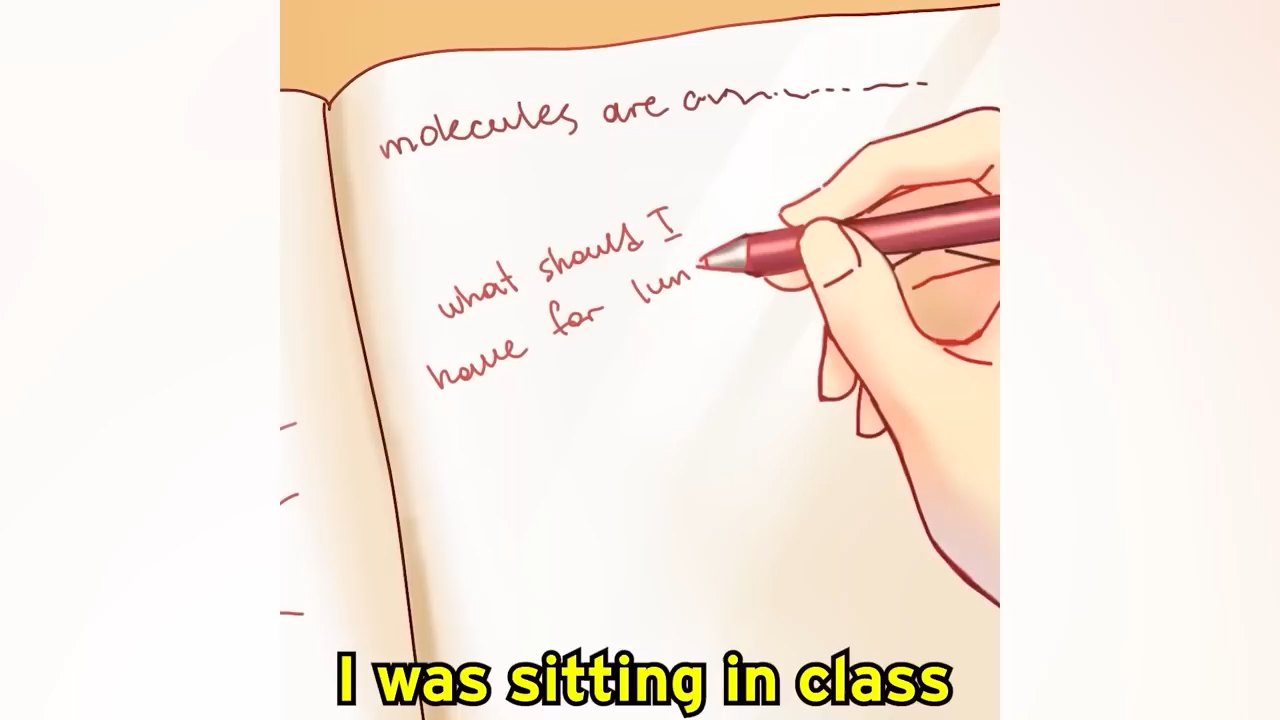 molecules are
what should I
have for lun
I was sitting in class